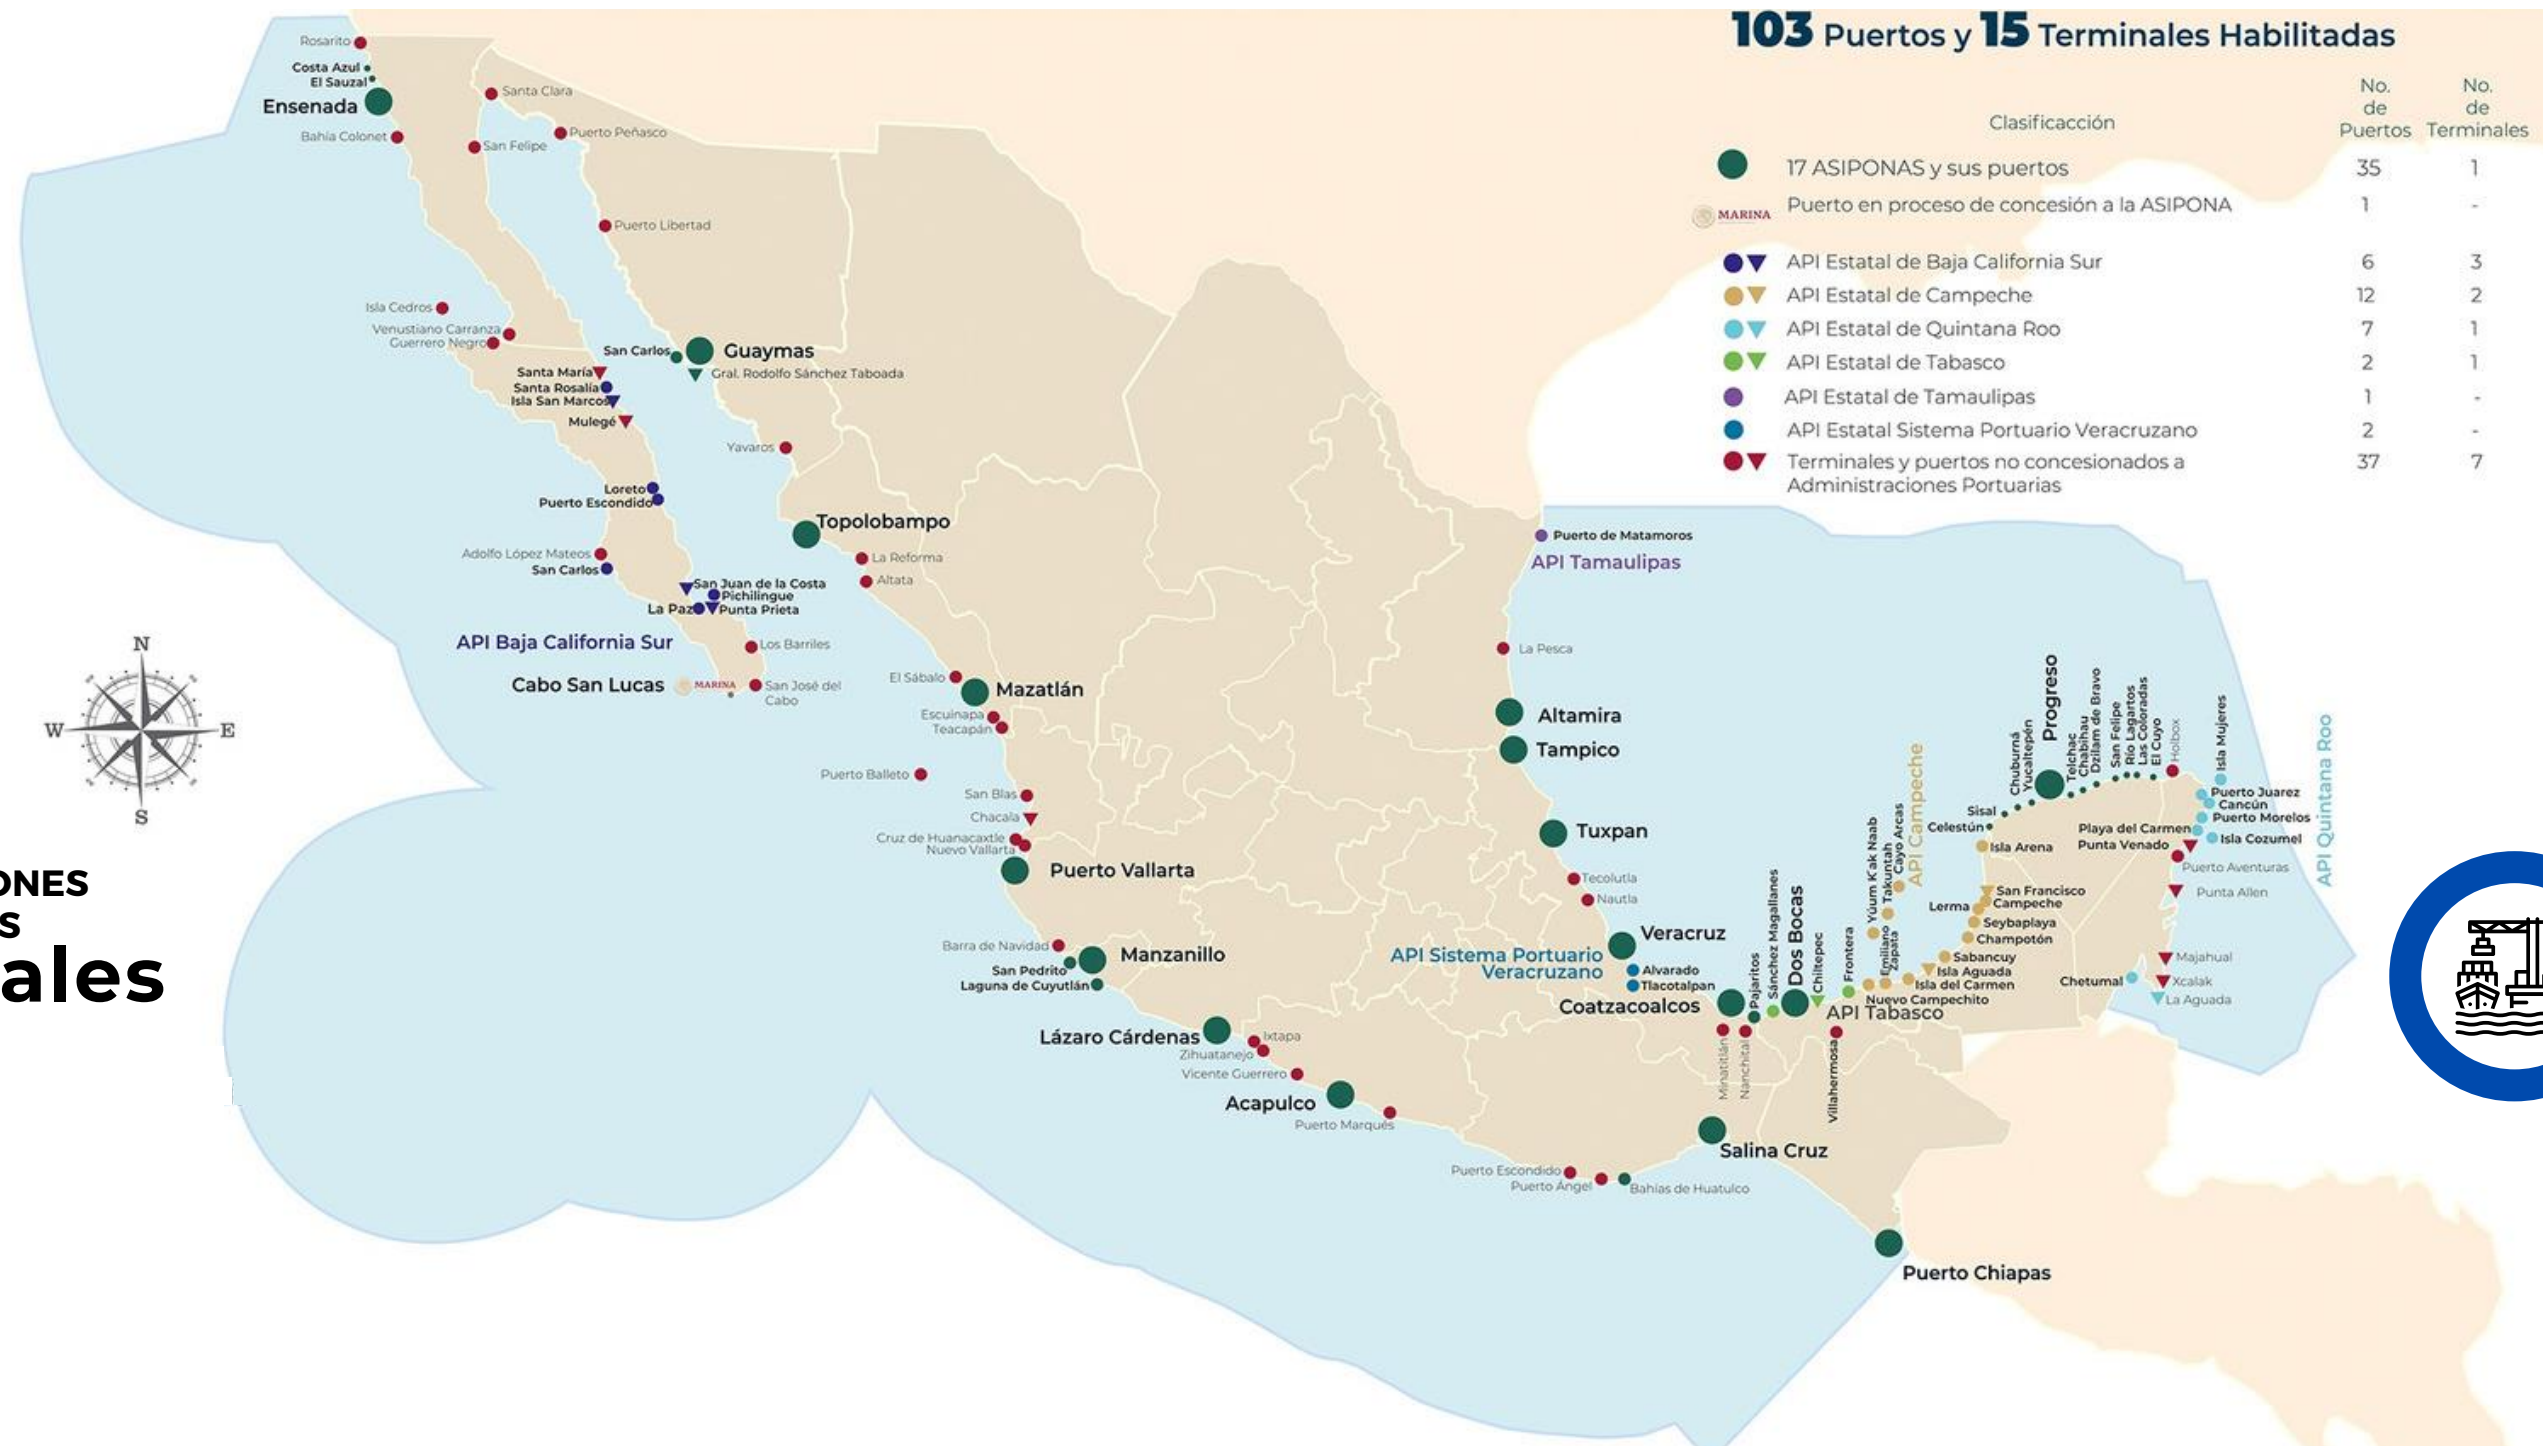 103 Puertos y 15 Terminales Habilitadas
Clasificacción
No. de Puertos
No. de Terminales
17 ASIPONAS y sus puertos 35 1
MARINA Puerto en proceso de concesión a la ASIPONA 1 -
API Estatal de Baja California Sur 6 3
API Estatal de Campeche 12 2
API Estatal de Quintana Roo 7 1
API Estatal de Tabasco 2 1
API Estatal de Tamaulipas 1 -
API Estatal Sistema Portuario Veracruzano 2 -
Terminales y puertos no concesionados a 37 7
Administraciones Portuarias
Rosarito
Costa Azul
El Sauzal
Ensenada
Bahía Colonet
Santa Clara
San Felipe
Puerto Peñasco
Puerto Libertad
Isla Cedros
Venustiano Carranza
Guerrero Negro
San Carlos
Guaymas
Gral. Rodolfo Sánchez Taboada
Santa María
Santa Rosalía
Isla San Marcos
Mulegé
Yavaros
Loreto
Puerto Escondido
Topolobampo
Adolfo López Mateos
San Carlos
La Reforma
Altata
San Juan de la Costa
Pichilingue
La Paz
Punta Prieta
API Baja California Sur
Los Barriles
Cabo San Lucas
MARINA
San José del
Cabo
N
W
E
S
El Sábalo
Mazatlán
Escuinapa
Teacapán
Puerto Balleto
San Blas
Chacala
Cruz de Huanacaxtle
Nuevo Vallarta
Puerto Vallarta
ONES
S
ales
Barra de Navidad
Manzanillo
San Pedrito
Laguna de Cuyutlán
Lázaro Cárdenas
Ixtapa
Zihuatanejo
Vicente Guerrero
Acapulco
Puerto Marqués
Puerto Escondido
Puerto Ángel
Bahías de Huatulco
Salina Cruz
Puerto Chiapas
Puerto de Matamoros
API Tamaulipas
La Pesca
Altamira
Tampico
Tuxpan
Tecolutla
Nautla
Veracruz
API Sistema Portuario
Veracruzano
Alvarado
Tlacotalpan
Coatzacoalcos
Pajaritos
Minatitlán
Nanchital
Sánchez Magallanes
Dos Bocas
Chiltepec
Frontera
API Tabasco
Villahermosa
Nuevo Campechito
Emiliano
Zapata
Yúum K'ak Naab
Takuntah
Cayo Arcas
API Campeche
Isla del Carmen
Isla Aguada
Sabancuy
Champotón
Seybaplaya
Lerma
San Francisco
Campeche
Isla Arena
Celestún
Sisal
Chuburná
Yucaltepén
Progreso
Telchac
Chabihau
Dzilam de Bravo
San Felipe
Río Lagartos
Las Coloradas
El Cuyo
Holbox
Isla Mujeres
Puerto Juarez
Cancún
Puerto Morelos
Playa del Carmen
Isla Cozumel
Punta Venado
Puerto Aventuras
Punta Allen
API Quintana Roo
Majahual
Chetumal
Xcalak
La Aguada